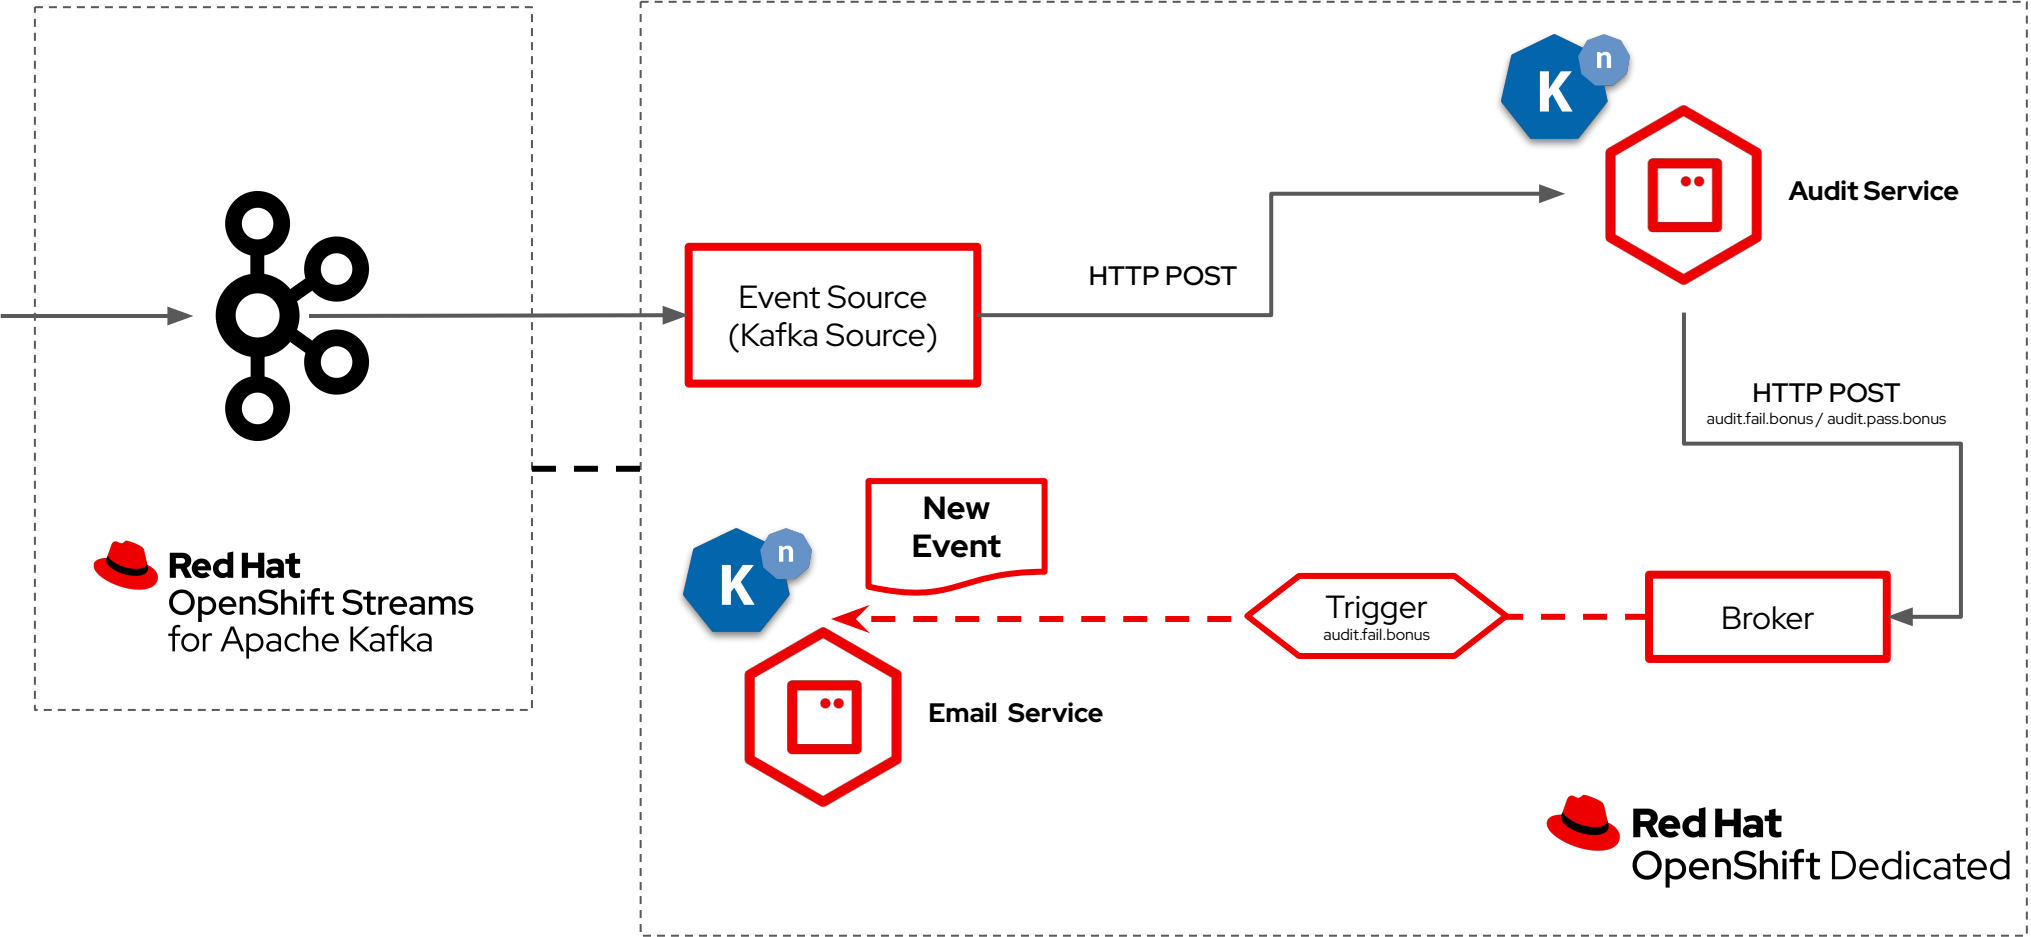 K n
Audit Service
Event Source
(Kafka Source)
HTTP POST
HTTP POST
audit.fail.bonus / audit.pass.bonus
New
Event
K n
Trigger
audit.fail.bonus
Broker
Email Service
Red Hat
OpenShift Streams
for Apache Kafka
Red Hat
OpenShift Dedicated